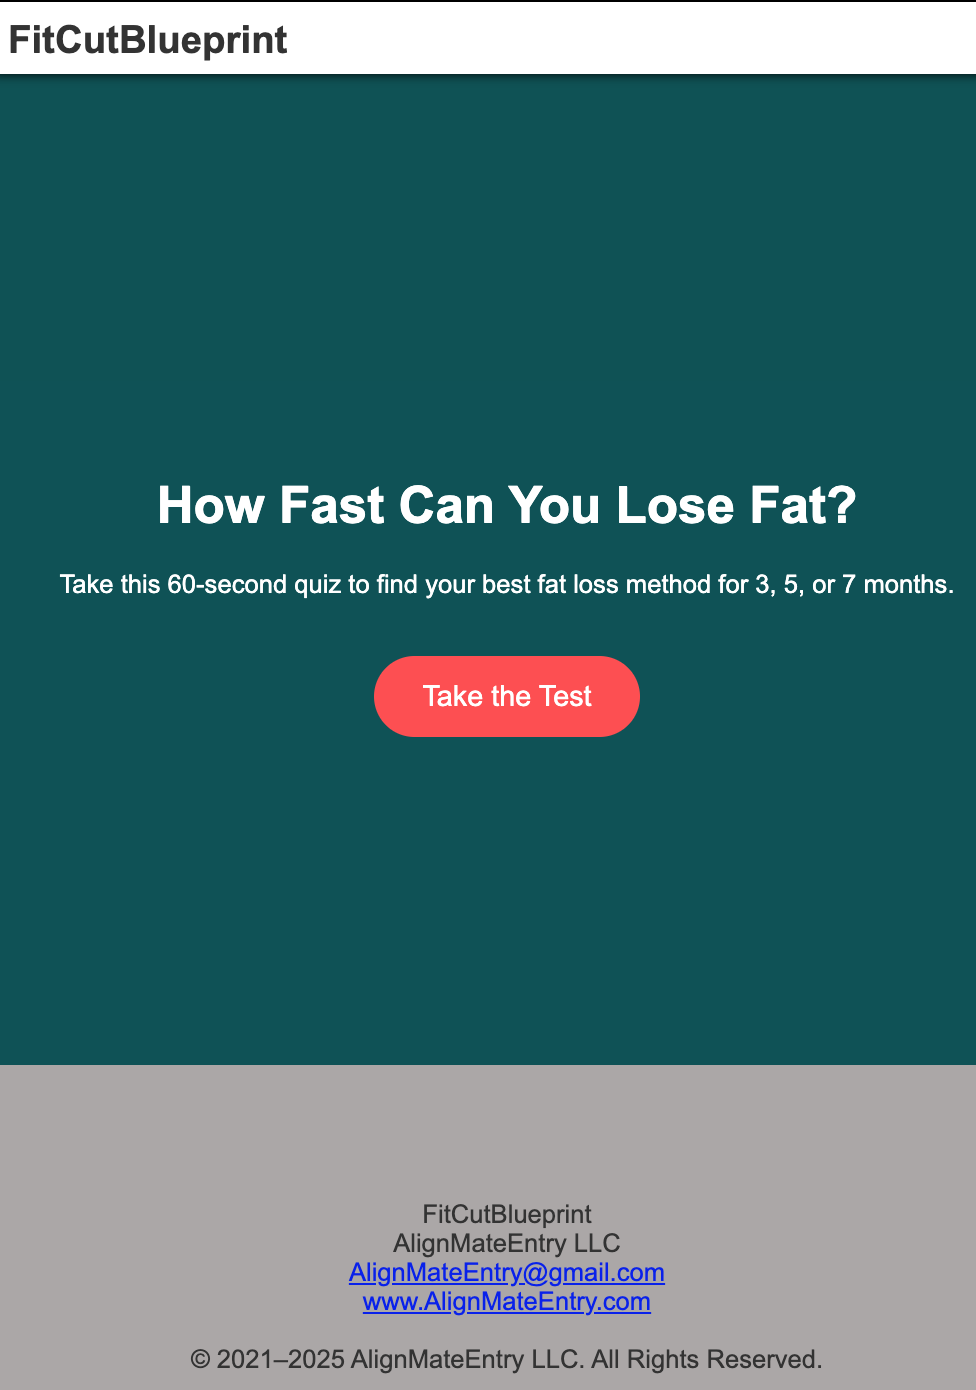 FitCutBlueprint
How Fast Can You Lose Fat?
Take this 60-second quiz to find your best fat loss method for 3, 5, or 7 months.
Take the Test
FitCutBlueprint
AlignMateEntry LLC
AlignMateEntry@gmail.com
www.AlignMateEntry.com
© 2021–2025 AlignMateEntry LLC. All Rights Reserved.